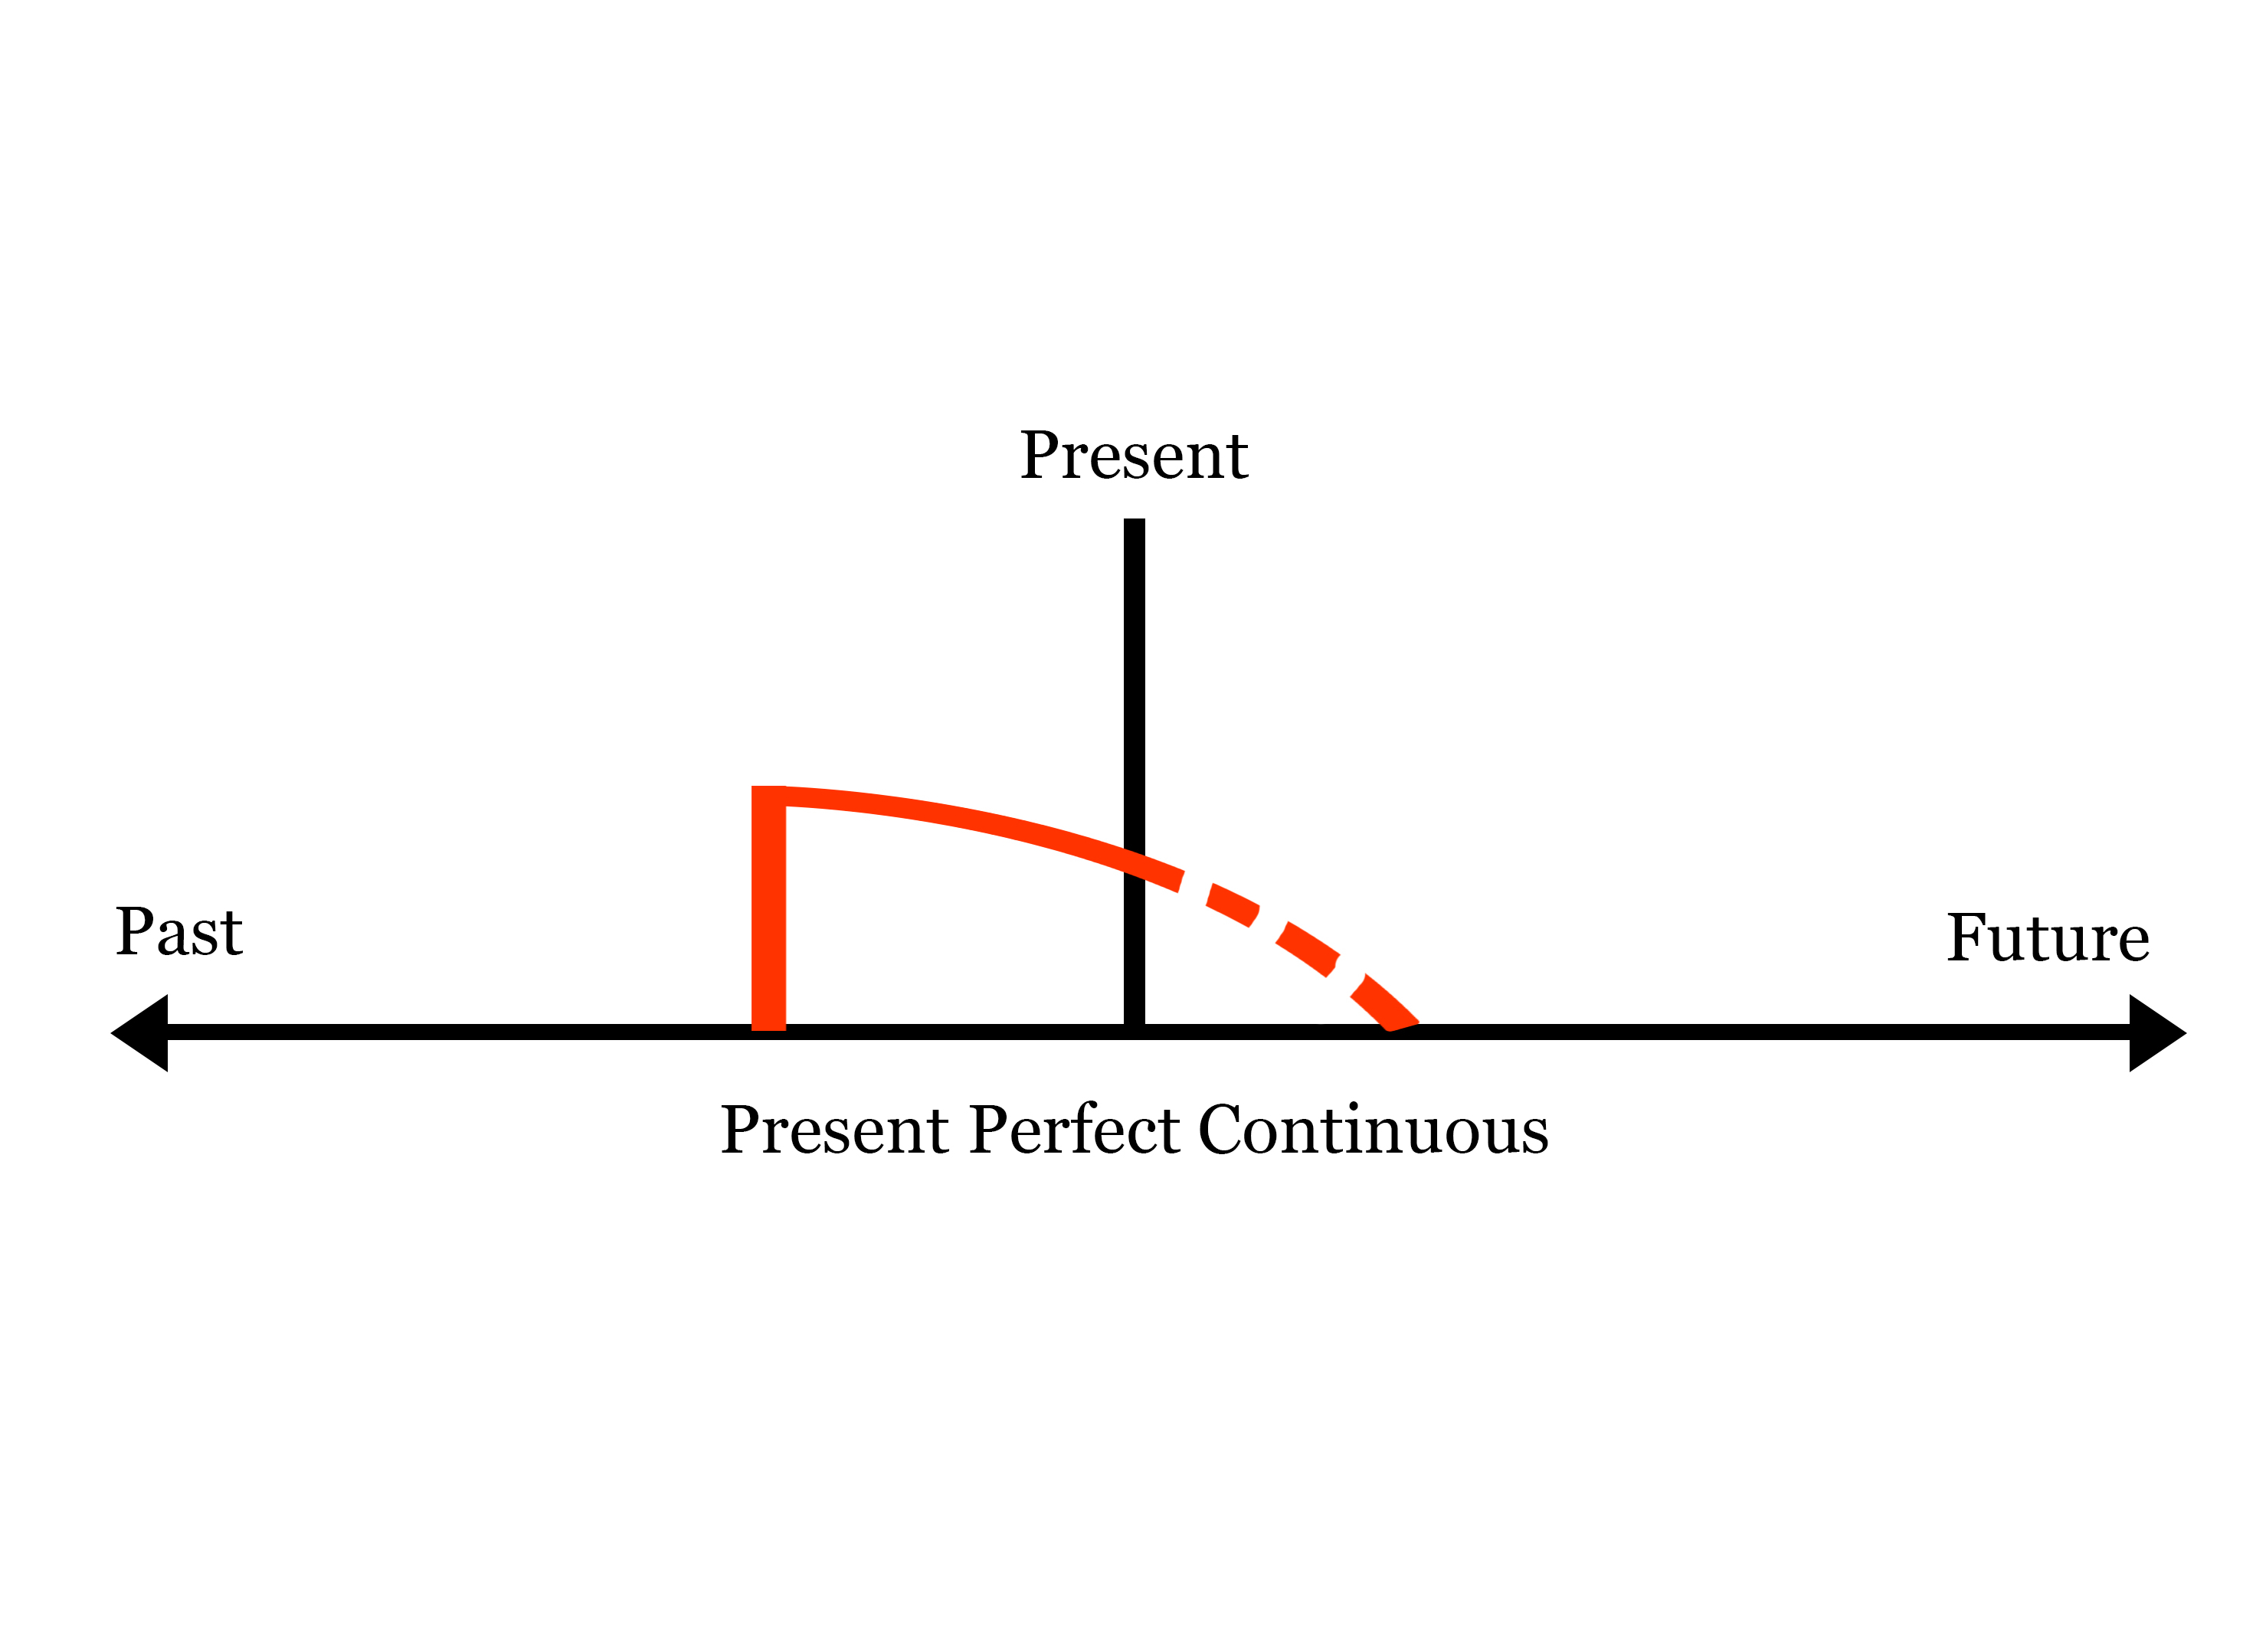 Present
Past
Future
Present Perfect Continuous